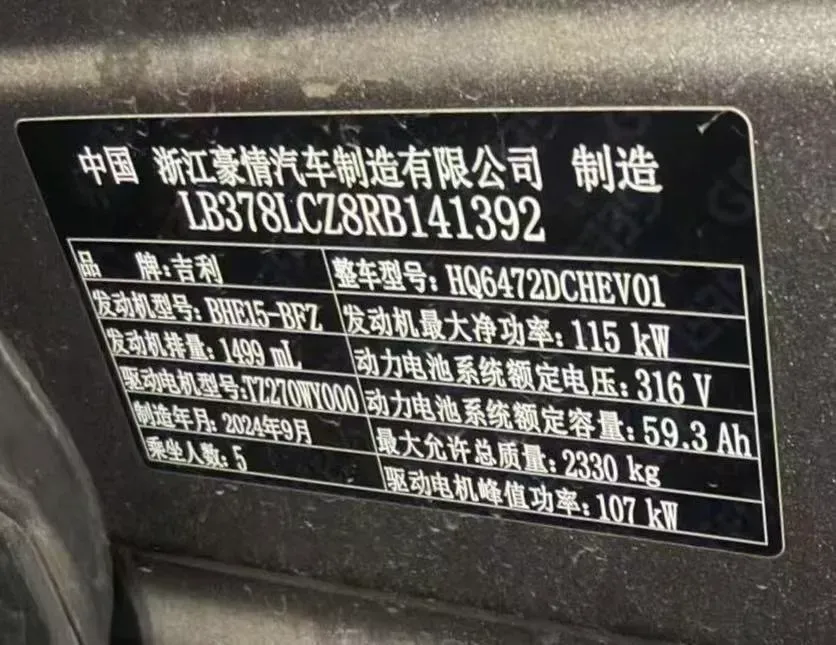 中国 浙江豪情汽车制造有限公司 制造
LB378LCZ8RB141392
品 牌:吉利 整车型号:HQ6472DCHEV01
发动机型号:BHE15-BFZ 发动机最大净功率:115 kW
发动机排量:1499 mL 动力电池系统额定电压:316 V
驱动电机型号:TZ270WY000 动力电池系统额定容量:59.3 Ah
制造年月:2024年9月 最大允许总质量:2330 kg
乘坐人数:5 驱动电机峰值功率:107 kW